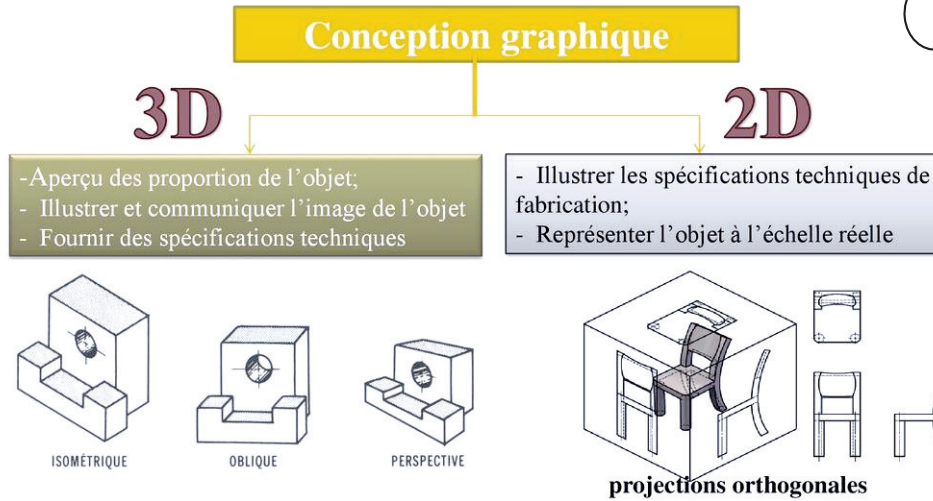 Conception graphique
3D
2D
-Aperçu des proportion de l'objet;
- Illustrer et communiquer l'image de l'objet
- Fournir des spécifications techniques
- Illustrer les spécifications techniques de
fabrication;
- Représenter l'objet à l'échelle réelle
ISOMÉTRIQUE
OBLIQUE
PERSPECTIVE
projections orthogonales